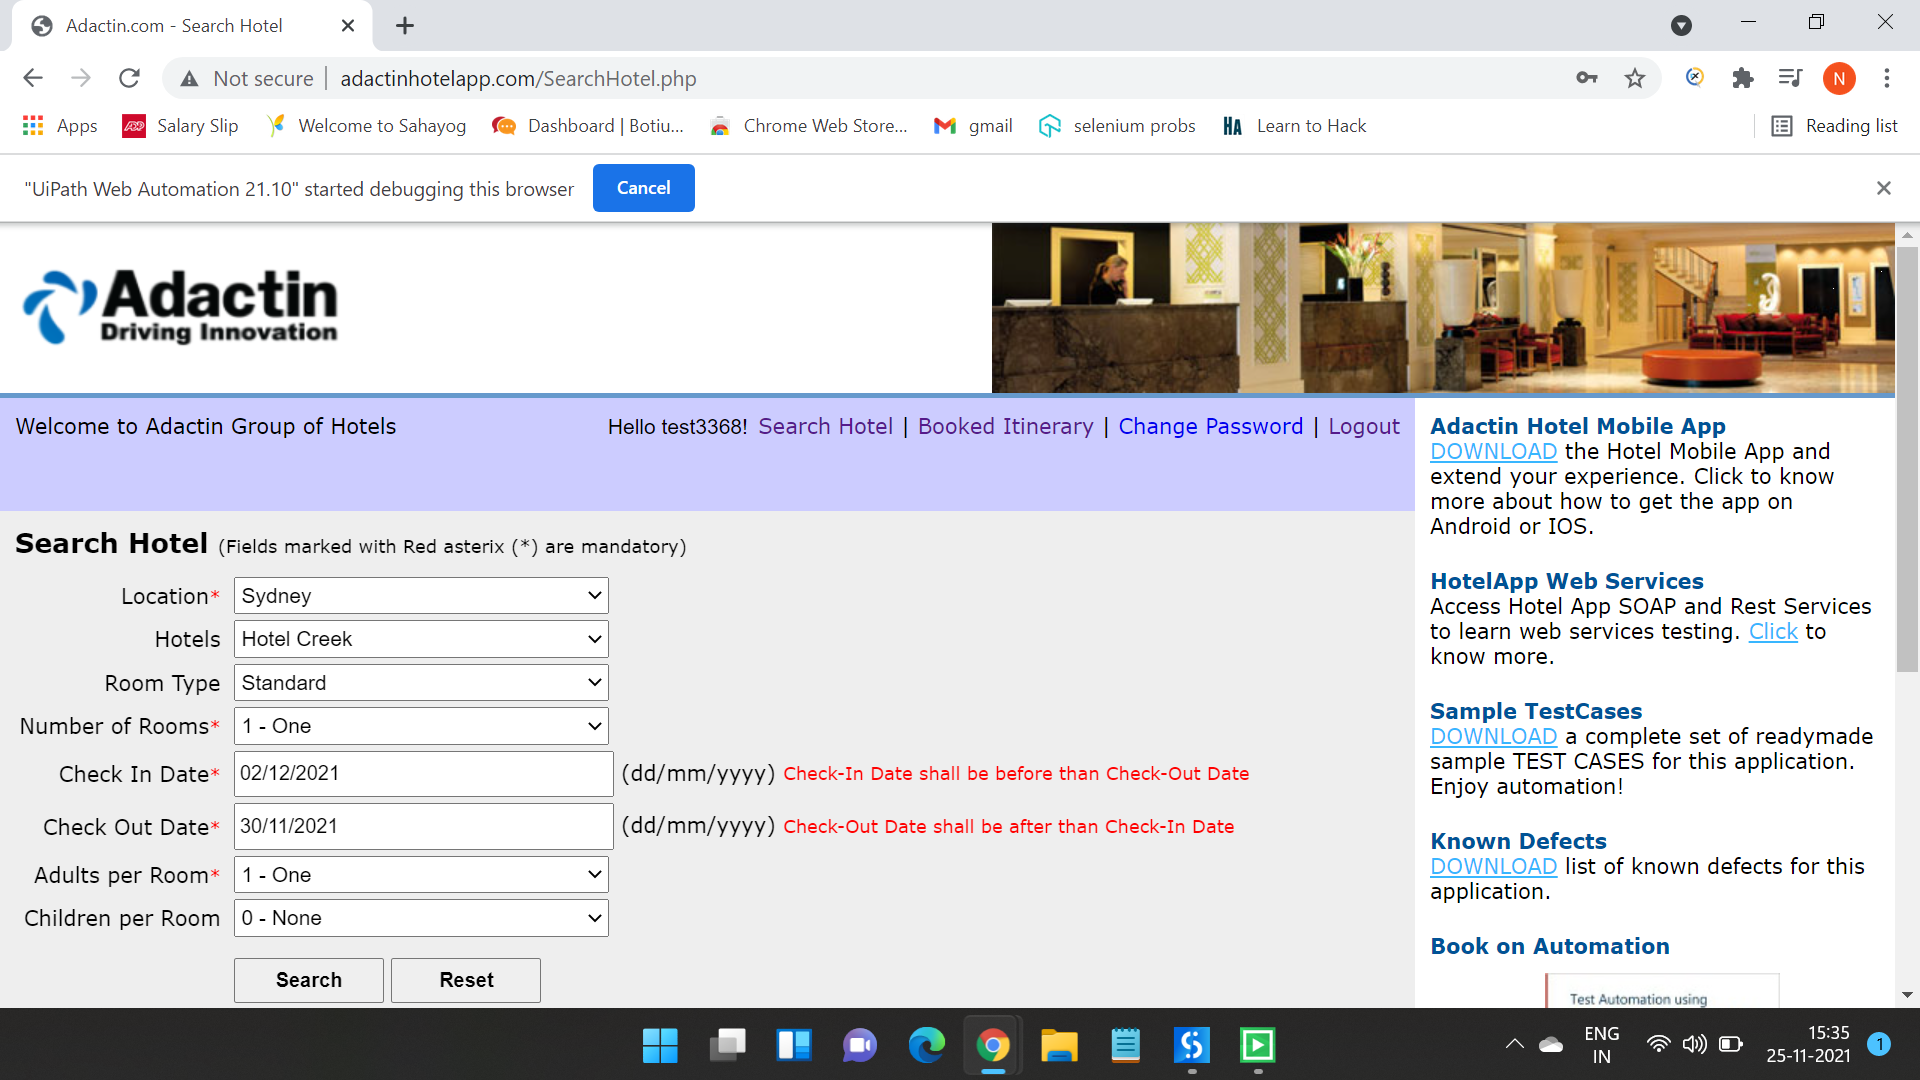 Adactin.com - Search Hotel
Not secure
adactinhotelapp.com/SearchHotel.php
N
Apps
Salary Slip
Welcome to Sahayog
Dashboard | Botiu...
Chrome Web Store...
gmail
selenium probs
HA
Learn to Hack
Reading list
"UiPath Web Automation 21.10" started debugging this browser
Cancel
Adactin
Driving Innovation
Welcome to Adactin Group of Hotels
Hello test3368! Search Hotel | Booked Itinerary | Change Password | Logout
Search Hotel (Fields marked with Red asterix (*) are mandatory)
Location* Sydney
Hotels Hotel Creek
Room Type Standard
Number of Rooms* 1 - One
Check In Date* 02/12/2021 (dd/mm/yyyy) Check-In Date shall be before than Check-Out Date
Check Out Date* 30/11/2021 (dd/mm/yyyy) Check-Out Date shall be after than Check-In Date
Adults per Room* 1 - One
Children per Room 0 - None
Search
Reset
Adactin Hotel Mobile App
DOWNLOAD the Hotel Mobile App and
extend your experience. Click to know
more about how to get the app on
Android or IOS.
HotelApp Web Services
Access Hotel App SOAP and Rest Services
to learn web services testing. Click to
know more.
Sample TestCases
DOWNLOAD a complete set of readymade
sample TEST CASES for this application.
Enjoy automation!
Known Defects
DOWNLOAD list of known defects for this
application.
Book on Automation
Test Automation using
ENG
IN
15:35
25-11-2021
1